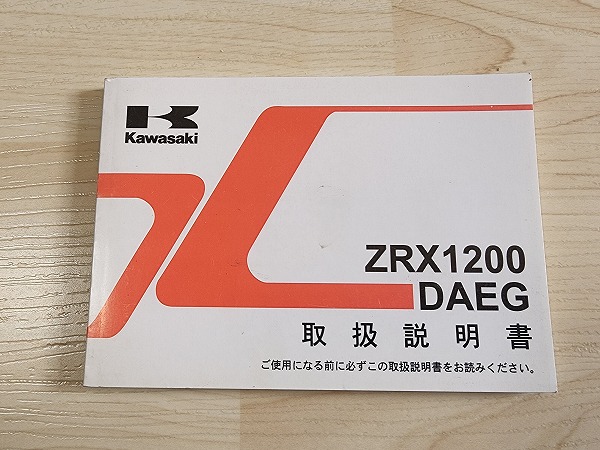 Kawasaki
ZRX1200
DAEG
取扱説明書
ご使用になる前に必ずこの取扱説明書をお読みください。